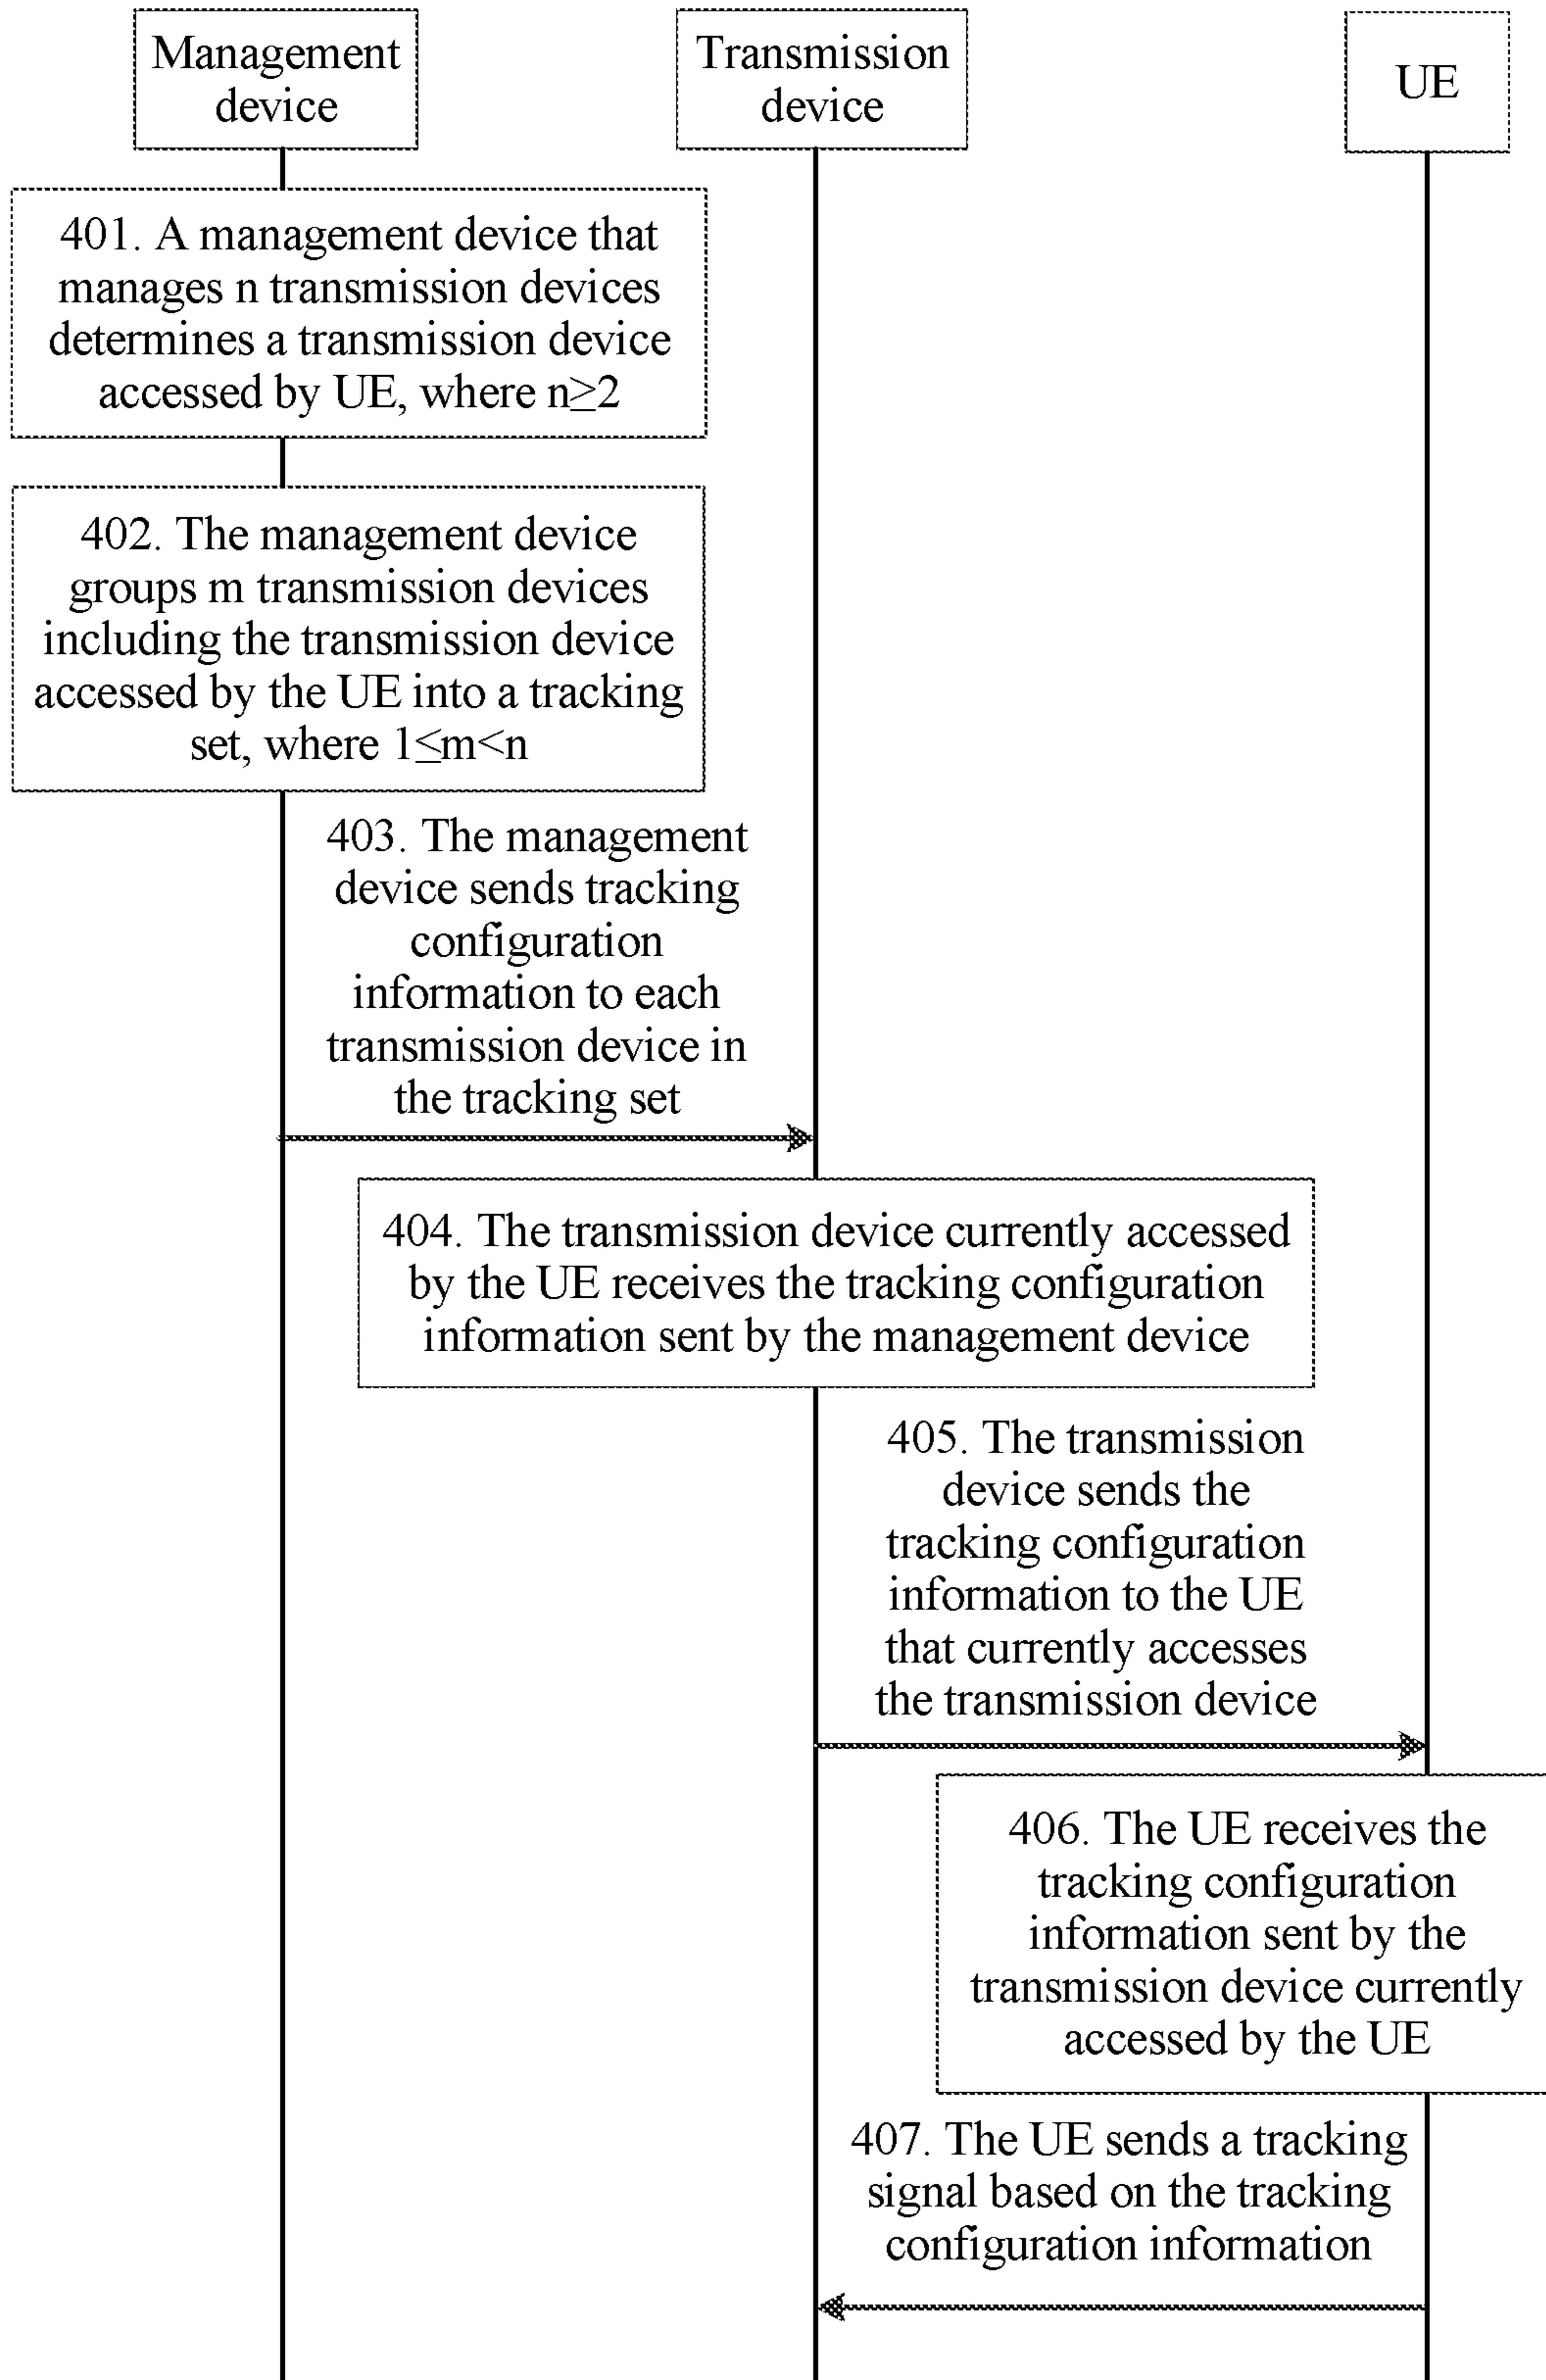 Management
device
Transmission
device
UE
401. A management device that
manages n transmission devices
determines a transmission device
accessed by UE, where n≥2
402. The management device
groups m transmission devices
including the transmission device
accessed by the UE into a tracking
set, where 1≤m<n
403. The management
device sends tracking
configuration
information to each
transmission device in
the tracking set
404. The transmission device currently accessed
by the UE receives the tracking configuration
information sent by the management device
405. The transmission
device sends the
tracking configuration
information to the UE
that currently accesses
the transmission device
406. The UE receives the
tracking configuration
information sent by the
transmission device currently
accessed by the UE
407. The UE sends a tracking
signal based on the tracking
configuration information